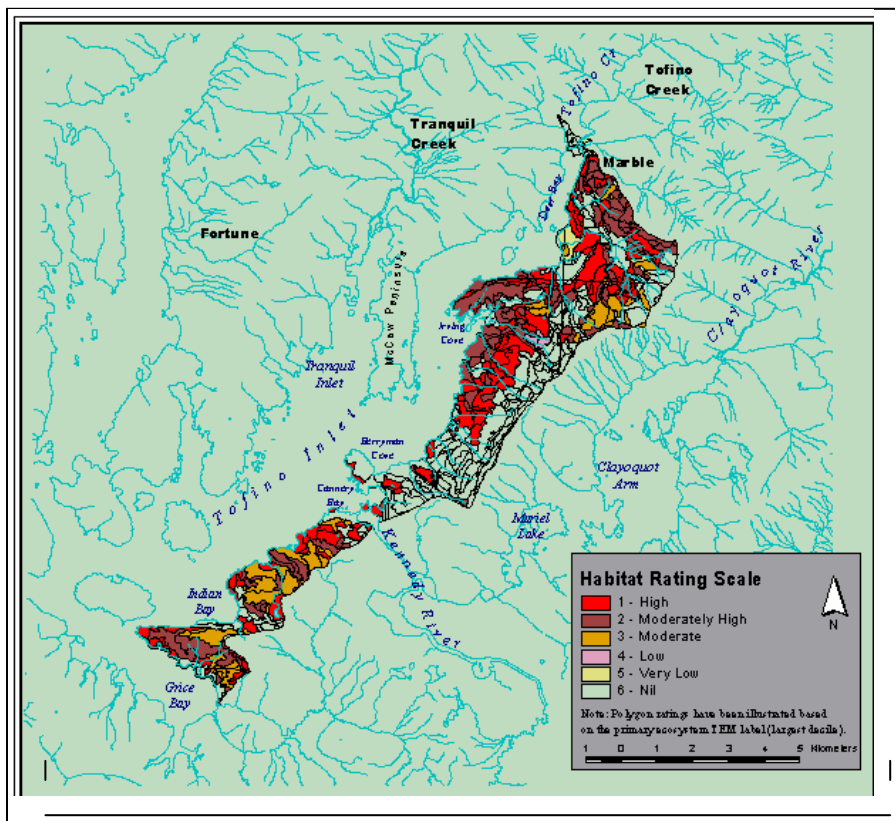 Tofino Cr
Tofino
Creek
Tranquil
Creek
Marble
Deer Bay
Fortune
Clayoquot River
McCaw Peninsula
Irving
Cove
Tranquil
Inlet
Tofino Inlet
Berryman
Cove
Clayoquot
Arm
Cannery
Bay
Muriel
Lake
Kennedy River
Indian
Bay
Grice
Bay
Habitat Rating Scale
1 - High
2 - Moderately High
3 - Moderate
4 - Low
5 - Very Low
6 - Nil
N
Note: Polygon ratings have been illustrated based
on the primary ecosystem TEM label (largest decile).
1 0 1 2 3 4 5 Kilometers